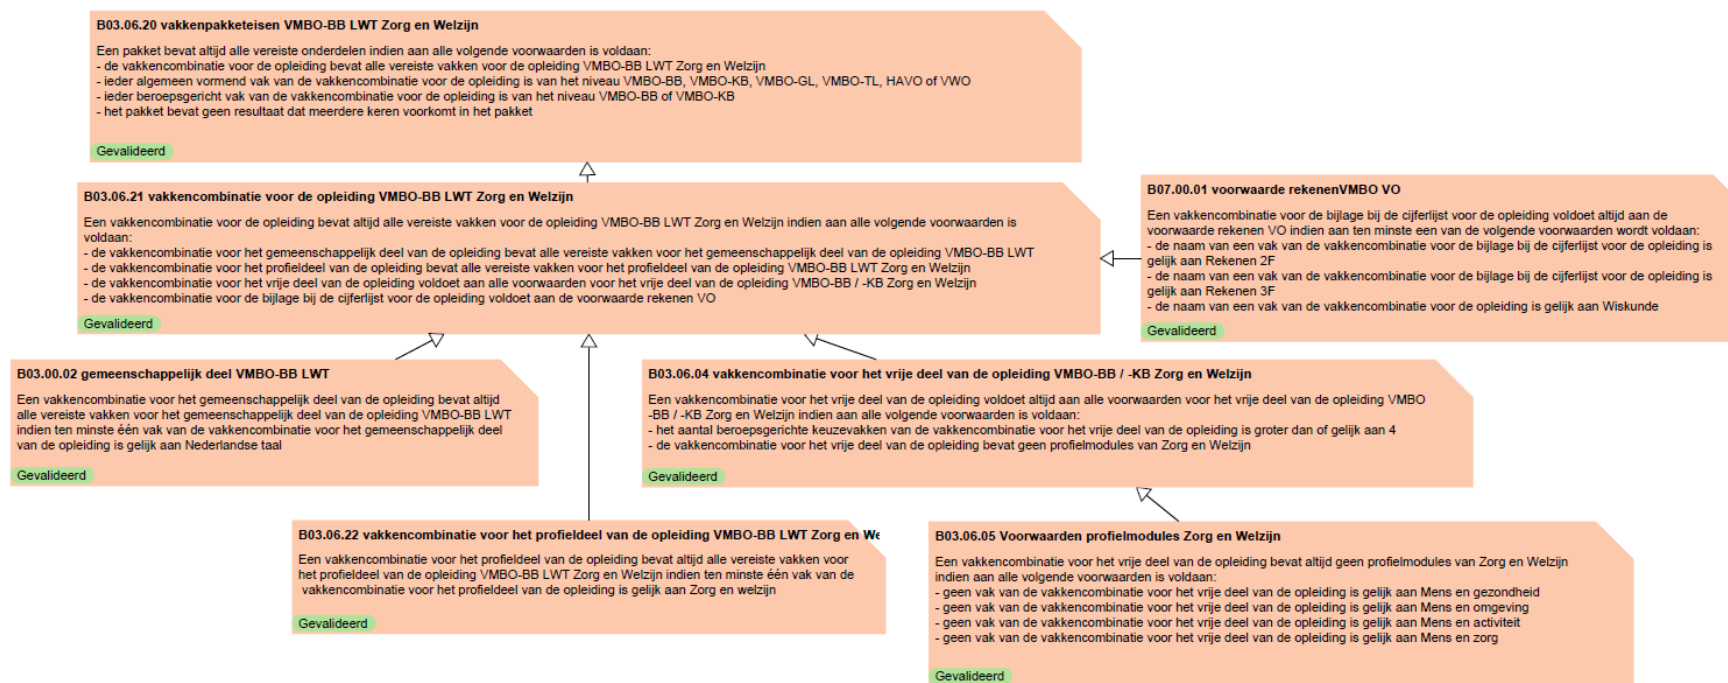 B03.06.20 vakkenpakketeisen VMBO-BB LWT Zorg en Welzijn
Een pakket bevat altijd alle vereiste onderdelen indien aan alle volgende voorwaarden is voldaan:
- de vakkencombinatie voor de opleiding bevat alle vereiste vakken voor de opleiding VMBO-BB LWT Zorg en Welzijn
- ieder algemeen vormend vak van de vakkencombinatie voor de opleiding is van het niveau VMBO-BB, VMBO-KB, VMBO-GL, VMBO-TL, HAVO of VWO
- ieder beroepsgericht vak van de vakkencombinatie voor de opleiding is van het niveau VMBO-BB of VMBO-KB
- het pakket bevat geen resultaat dat meerdere keren voorkomt in het pakket
Gevalideerd
B03.06.21 vakkencombinatie voor de opleiding VMBO-BB LWT Zorg en Welzijn
Een vakkencombinatie voor de opleiding bevat altijd alle vereiste vakken voor de opleiding VMBO-BB LWT Zorg en Welzijn indien aan alle volgende voorwaarden is
voldaan:
- de vakkencombinatie voor het gemeenschappelijk deel van de opleiding bevat alle vereiste vakken voor het gemeenschappelijk deel van de opleiding VMBO-BB LWT
- de vakkencombinatie voor het profieldeel van de opleiding bevat alle vereiste vakken voor het profieldeel van de opleiding VMBO-BB LWT Zorg en Welzijn
- de vakkencombinatie voor het vrije deel van de opleiding voldoet aan alle voorwaarden voor het vrije deel van de opleiding VMBO-BB / -KB Zorg en Welzijn
- de vakkencombinatie voor de bijlage bij de cijferlijst voor de opleiding voldoet aan de voorwaarde rekenen VO
Gevalideerd
B07.00.01 voorwaarde rekenenVMBO VO
Een vakkencombinatie voor de bijlage bij de cijferlijst voor de opleiding voldoet altijd aan de
voorwaarde rekenen VO indien aan ten minste een van de volgende voorwaarden wordt voldaan:
- de naam van een vak van de vakkencombinatie voor de bijlage bij de cijferlijst voor de opleiding is
gelijk aan Rekenen 2F
- de naam van een vak van de vakkencombinatie voor de bijlage bij de cijferlijst voor de opleiding is
gelijk aan Rekenen 3F
- de naam van een vak van de vakkencombinatie voor de opleiding is gelijk aan Wiskunde
Gevalideerd
B03.00.02 gemeenschappelijk deel VMBO-BB LWT
Een vakkencombinatie voor het gemeenschappelijk deel van de opleiding bevat altijd
alle vereiste vakken voor het gemeenschappelijk deel van de opleiding VMBO-BB LWT
indien ten minste één vak van de vakkencombinatie voor het gemeenschappelijk deel
van de opleiding is gelijk aan Nederlandse taal
Gevalideerd
B03.06.04 vakkencombinatie voor het vrije deel van de opleiding VMBO-BB / -KB Zorg en Welzijn
Een vakkencombinatie voor het vrije deel van de opleiding voldoet altijd aan alle voorwaarden voor het vrije deel van de opleiding VMBO
-BB / -KB Zorg en Welzijn indien aan alle volgende voorwaarden is voldaan:
- het aantal beroepsgerichte keuzevakken van de vakkencombinatie voor het vrije deel van de opleiding is groter dan of gelijk aan 4
- de vakkencombinatie voor het vrije deel van de opleiding bevat geen profielmodules van Zorg en Welzijn
Gevalideerd
B03.06.22 vakkencombinatie voor het profieldeel van de opleiding VMBO-BB LWT Zorg en We
Een vakkencombinatie voor het profieldeel van de opleiding bevat altijd alle vereiste vakken voor
het profieldeel van de opleiding VMBO-BB LWT Zorg en Welzijn indien ten minste één vak van de
vakkencombinatie voor het profieldeel van de opleiding is gelijk aan Zorg en welzijn
Gevalideerd
B03.06.05 Voorwaarden profielmodules Zorg en Welzijn
Een vakkencombinatie voor het vrije deel van de opleiding bevat altijd geen profielmodules van Zorg en Welzijn
indien aan alle volgende voorwaarden is voldaan:
- geen vak van de vakkencombinatie voor het vrije deel van de opleiding is gelijk aan Mens en gezondheid
- geen vak van de vakkencombinatie voor het vrije deel van de opleiding is gelijk aan Mens en omgeving
- geen vak van de vakkencombinatie voor het vrije deel van de opleiding is gelijk aan Mens en activiteit
- geen vak van de vakkencombinatie voor het vrije deel van de opleiding is gelijk aan Mens en zorg
Gevalideerd